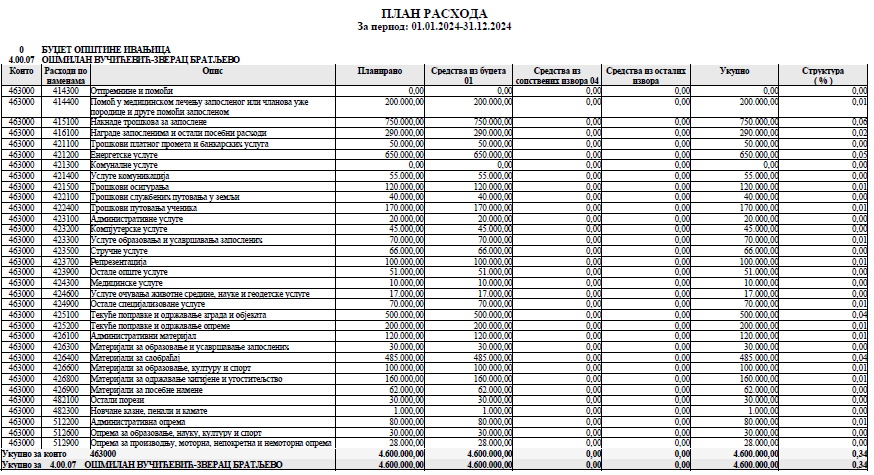 ПЛАН РАСХОДА
За период: 01.01.2024-31.12.2024
0 БУЏЕТ ОПШТИНЕ ИВАЊИЦА
4.00.07 ОШМИЛАН ВУЧИЋЕВИЋ-ЗВЕРАЦ БРАТЉЕВО
Конто Расходи по наменама Опис Планирано Средства из буџета 01 Средства из сопствених извора 04 Средства из осталих извора Укупно Структура ( % )
463000 414300 Отпремнине и помоћи 0,00 0,00 0,00 0,00 0,00 0,00
463000 414400 Помоћ у медицинском лечењу запосленог или чланова уже 200.000,00 200.000,00 0,00 0,00 200.000,00 0,01
породице и друге помоћи запосленом
463000 415100 Накнаде трошкова за запослене 750.000,00 750.000,00 0,00 0,00 750.000,00 0,06
463000 416100 Награде запосленима и остали посебни расходи 290.000,00 290.000,00 0,00 0,00 290.000,00 0,02
463000 421100 Трошкови платног промета и банкарских услуга 50.000,00 50.000,00 0,00 0,00 50.000,00 0,00
463000 421200 Енергетске услуге 650.000,00 650.000,00 0,00 0,00 650.000,00 0,05
463000 421300 Комуналне услуге 0,00 0,00 0,00 0,00 0,00 0,00
463000 421400 Услуге комуникација 55.000,00 55.000,00 0,00 0,00 55.000,00 0,00
463000 421500 Трошкови осигурања 120.000,00 120.000,00 0,00 0,00 120.000,00 0,01
463000 422100 Трошкови службених путовања у земљи 40.000,00 40.000,00 0,00 0,00 40.000,00 0,00
463000 422400 Трошкови путовања ученика 170.000,00 170.000,00 0,00 0,00 170.000,00 0,01
463000 423100 Административне услуге 20.000,00 20.000,00 0,00 0,00 20.000,00 0,00
463000 423200 Компјутерске услуге 45.000,00 45.000,00 0,00 0,00 45.000,00 0,00
463000 423300 Услуге образовања и усавршавања запослених 70.000,00 70.000,00 0,00 0,00 70.000,00 0,01
463000 423500 Стручне услуге 66.000,00 66.000,00 0,00 0,00 66.000,00 0,00
463000 423700 Репрезентација 100.000,00 100.000,00 0,00 0,00 100.000,00 0,01
463000 423900 Остале опште услуге 51.000,00 51.000,00 0,00 0,00 51.000,00 0,00
463000 424300 Медицинске услуге 10.000,00 10.000,00 0,00 0,00 10.000,00 0,00
463000 424600 Услуге очувања животне средине, науке и геодетске услуге 17.000,00 17.000,00 0,00 0,00 17.000,00 0,00
463000 424900 Остале специјализоване услуге 70.000,00 70.000,00 0,00 0,00 70.000,00 0,01
463000 425100 Текуће поправке и одржавање зграда и објеката 500.000,00 500.000,00 0,00 0,00 500.000,00 0,04
463000 425200 Текуће поправке и одржавање опреме 200.000,00 200.000,00 0,00 0,00 200.000,00 0,01
463000 426100 Административни материјал 120.000,00 120.000,00 0,00 0,00 120.000,00 0,01
463000 426300 Материјали за образовање и усавршавање запослених 30.000,00 30.000,00 0,00 0,00 30.000,00 0,00
463000 426400 Материјали за саобраћај 485.000,00 485.000,00 0,00 0,00 485.000,00 0,04
463000 426600 Материјали за образовање, културу и спорт 100.000,00 100.000,00 0,00 0,00 100.000,00 0,01
463000 426800 Материјали за одржавање хигијене и угоститељство 160.000,00 160.000,00 0,00 0,00 160.000,00 0,01
463000 426900 Материјали за посебне намене 62.000,00 62.000,00 0,00 0,00 62.000,00 0,00
463000 482100 Остали порези 30.000,00 30.000,00 0,00 0,00 30.000,00 0,00
463000 482300 Новчане казне, пенали и камате 1.000,00 1.000,00 0,00 0,00 1.000,00 0,00
463000 512200 Административна опрема 80.000,00 80.000,00 0,00 0,00 80.000,00 0,01
463000 512600 Опрема за образовање, науку, културу и спорт 30.000,00 30.000,00 0,00 0,00 30.000,00 0,00
463000 512900 Опрема за производњу, моторна, непокретна и немоторна опрема 28.000,00 28.000,00 0,00 0,00 28.000,00 0,00
Укупно за конто 463000 4.600.000,00 4.600.000,00 0,00 0,00 4.600.000,00 0,34
Укупно за 4.00.07 ОШМИЛАН ВУЧИЋЕВИЋ-ЗВЕРАЦ БРАТЉЕВО 4.600.000,00 4.600.000,00 0,00 0,00 4.600.000,00 0,34